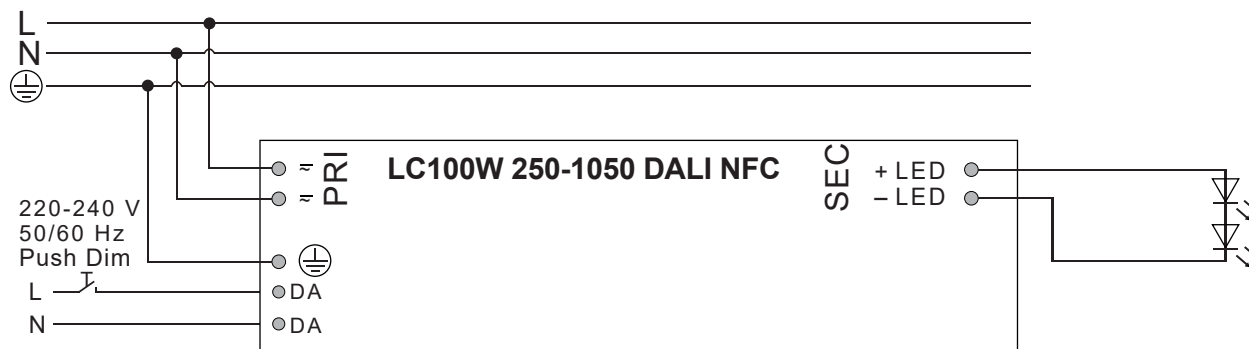 L
N
≂ PRI LC100W 250-1050 DALI NFC SEC + LED
≂ – LED
220-240 V
50/60 Hz
Push Dim
L DA
N DA